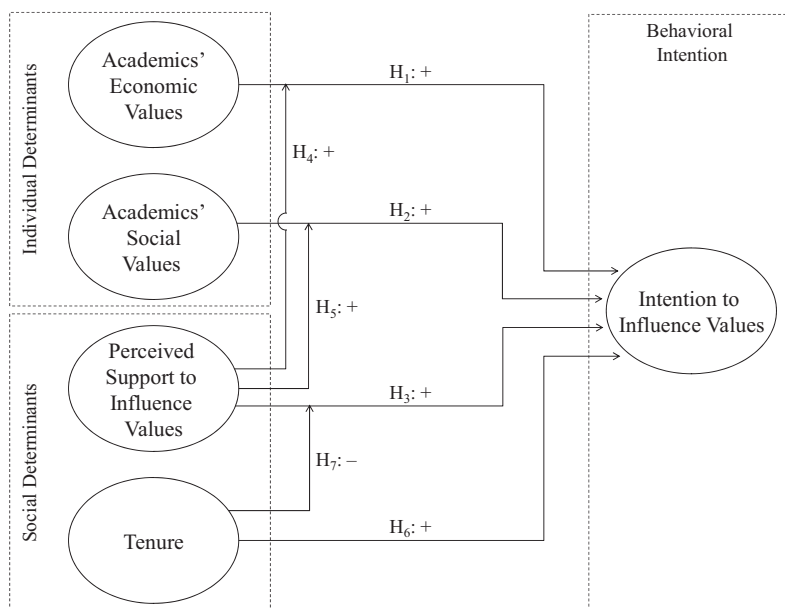 Individual Determinants
Academics’
Economic
Values
Academics’
Social
Values
Social Determinants
Perceived
Support to
Influence
Values
Tenure
H₁: +
H₄: +
H₂: +
H₅: +
H₃: +
H₇: –
H₆: +
Behavioral
Intention
Intention to
Influence Values